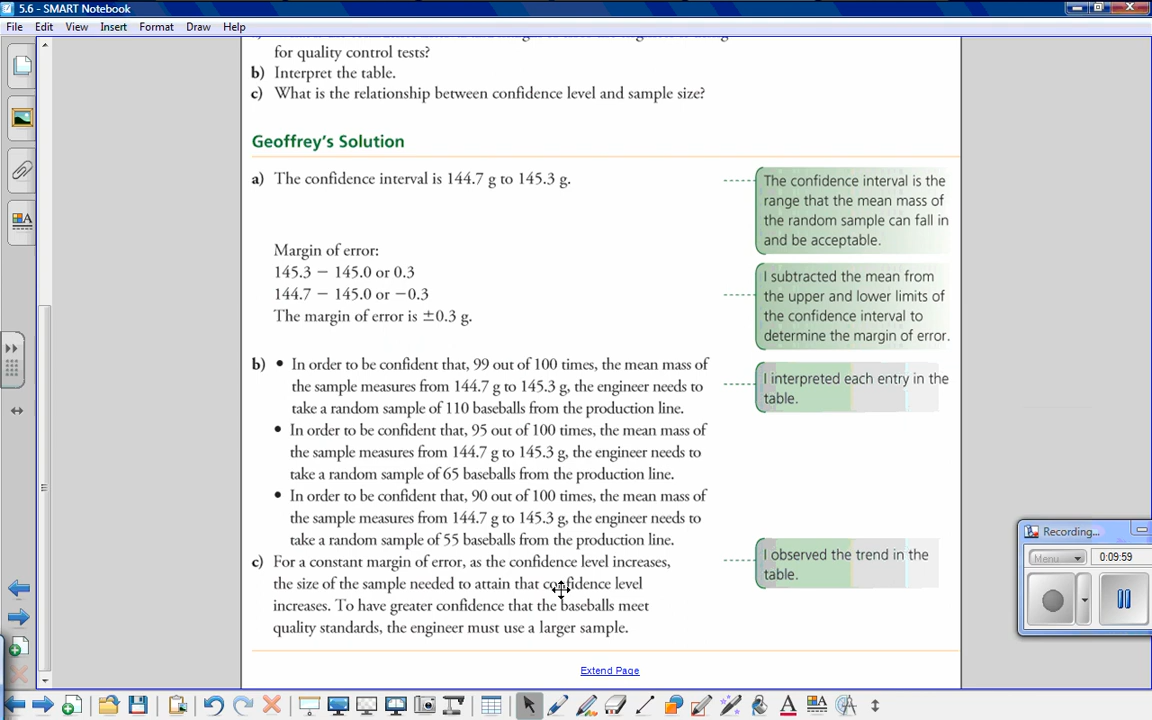 5.6 - SMART Notebook
File Edit View Insert Format Draw Help
for quality control tests?
b) Interpret the table.
c) What is the relationship between confidence level and sample size?
Geoffrey's Solution
a) The confidence interval is 144.7 g to 145.3 g.
The confidence interval is the
range that the mean mass of
the random sample can fall in
and be acceptable.
Margin of error:
145.3 − 145.0 or 0.3
144.7 − 145.0 or −0.3
The margin of error is ±0.3 g.
I subtracted the mean from
the upper and lower limits of
the confidence interval to
determine the margin of error.
b) • In order to be confident that, 99 out of 100 times, the mean mass of
the sample measures from 144.7 g to 145.3 g, the engineer needs to
take a random sample of 110 baseballs from the production line.
I interpreted each entry in the
table.
• In order to be confident that, 95 out of 100 times, the mean mass of
the sample measures from 144.7 g to 145.3 g, the engineer needs to
take a random sample of 65 baseballs from the production line.
• In order to be confident that, 90 out of 100 times, the mean mass of
the sample measures from 144.7 g to 145.3 g, the engineer needs to
take a random sample of 55 baseballs from the production line.
c) For a constant margin of error, as the confidence level increases,
the size of the sample needed to attain that confidence level
increases. To have greater confidence that the baseballs meet
quality standards, the engineer must use a larger sample.
I observed the trend in the
table.
Extend Page
Recording...
Menu
0:09:59